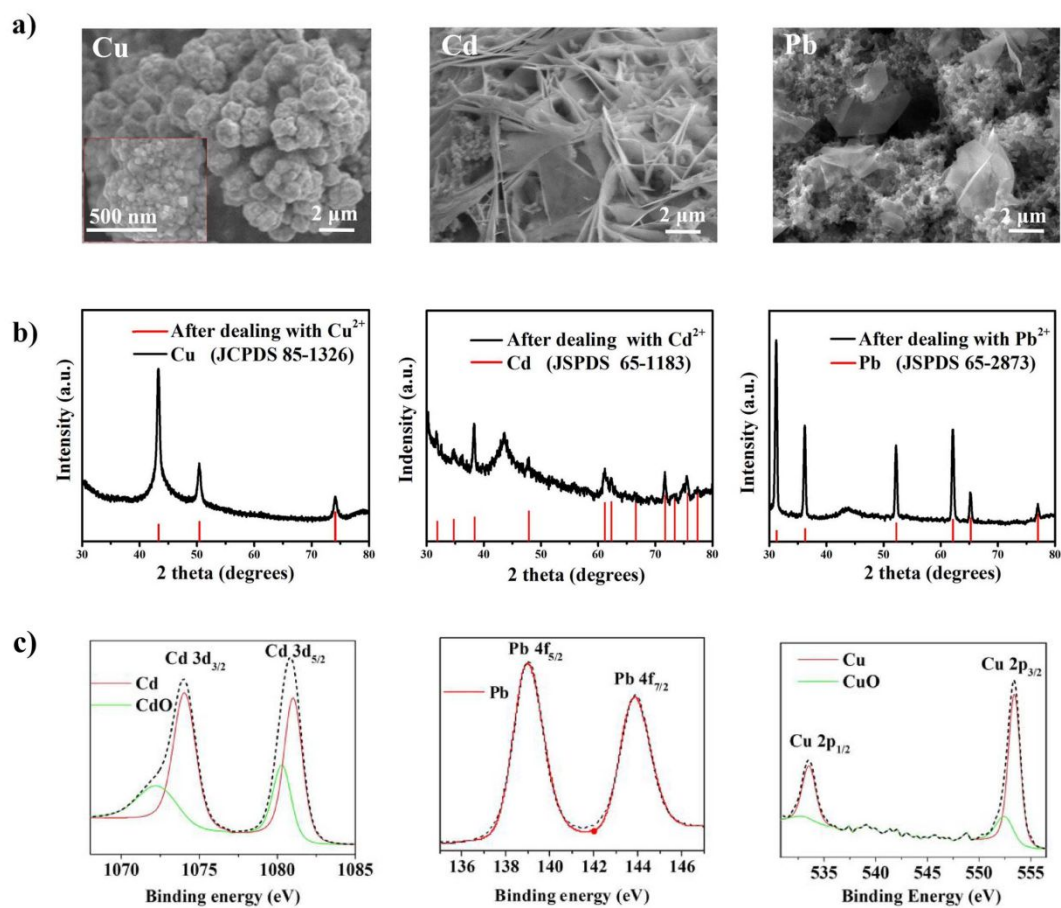 a)
Cu
500 nm
2 μm
Cd
2 μm
Pb
2 μm
b)
After dealing with Cu²⁺
Cu (JCPDS 85-1326)
Intensity (a.u.)
30 40 50 60 70 80
2 theta (degrees)
After dealing with Cd²⁺
Cd (JSPDS 65-1183)
Indensity (a.u.)
30 40 50 60 70 80
2 theta (degrees)
After dealing with Pb²⁺
Pb (JSPDS 65-2873)
Intensity (a.u.)
30 40 50 60 70 80
2 theta (degrees)
c)
Cd 3d₃/₂
Cd 3d₅/₂
Cd
CdO
1070 1075 1080 1085
Binding energy (eV)
Pb 4f₅/₂
Pb 4f₇/₂
Pb
136 138 140 142 144 146
Binding energy (eV)
Cu
CuO
Cu 2p₃/₂
Cu 2p₁/₂
535 540 545 550 555
Binding Energy (eV)